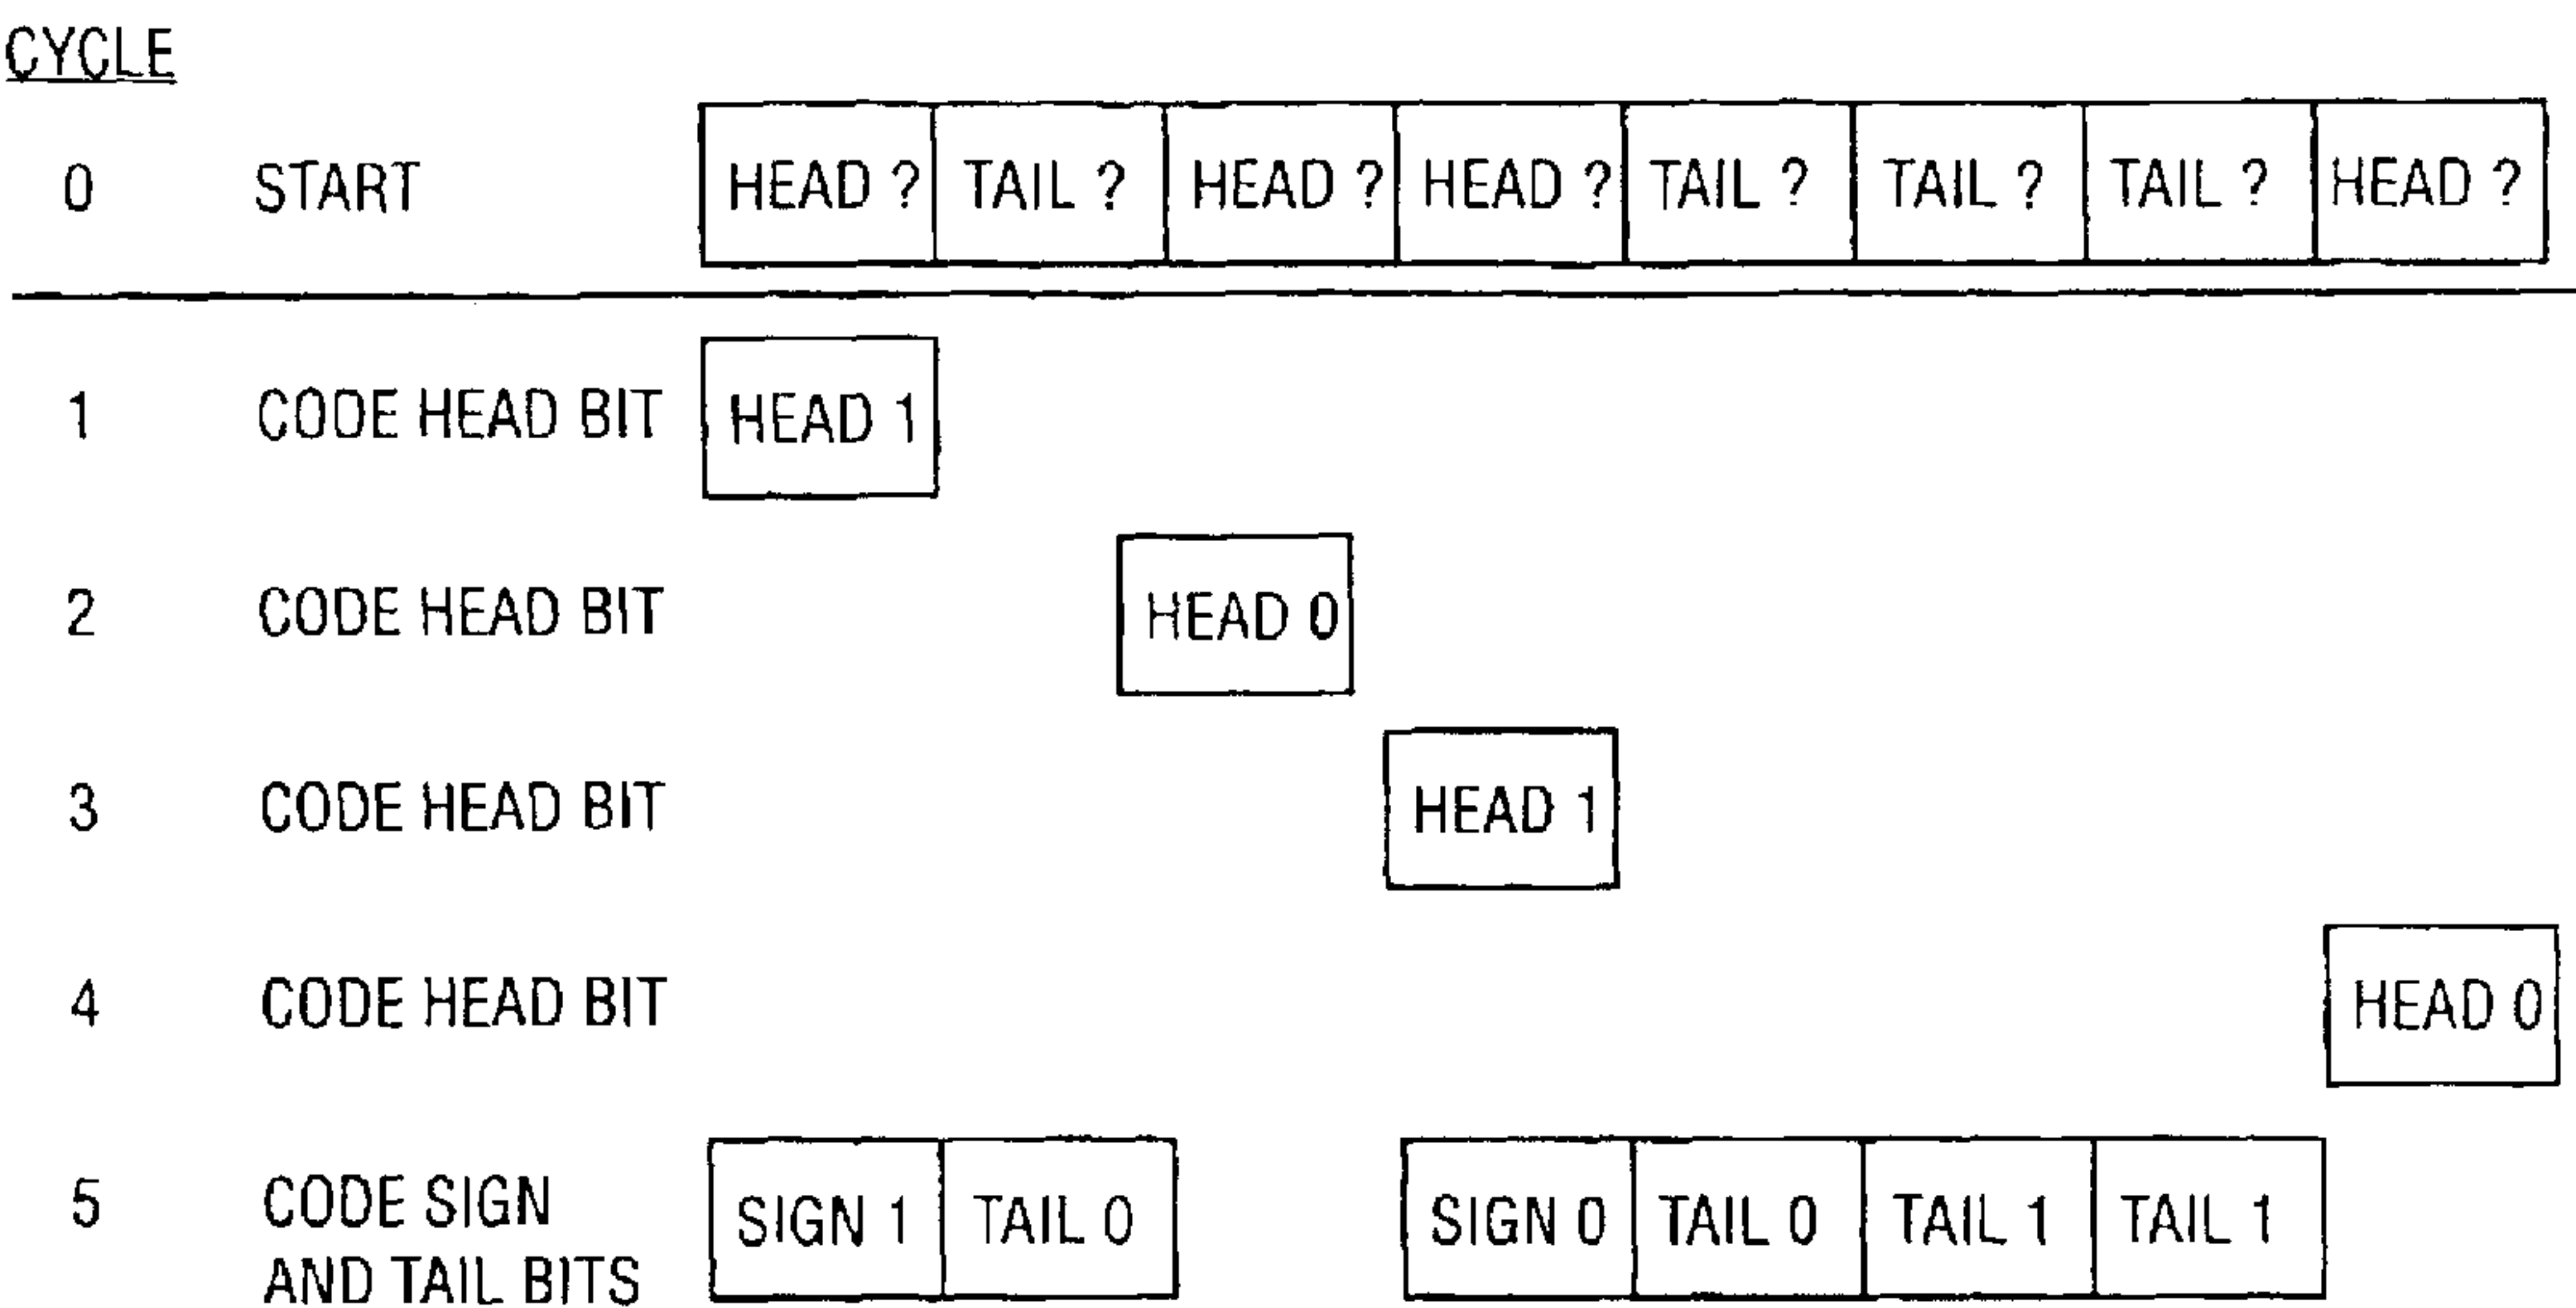 CYCLE
0 START HEAD ? TAIL ? HEAD ? HEAD ? TAIL ? TAIL ? TAIL ? HEAD ?
1 CODE HEAD BIT HEAD 1
2 CODE HEAD BIT HEAD 0
3 CODE HEAD BIT HEAD 1
4 CODE HEAD BIT HEAD 0
5 CODE SIGN SIGN 1 TAIL 0 SIGN 0 TAIL 0 TAIL 1 TAIL 1
AND TAIL BITS